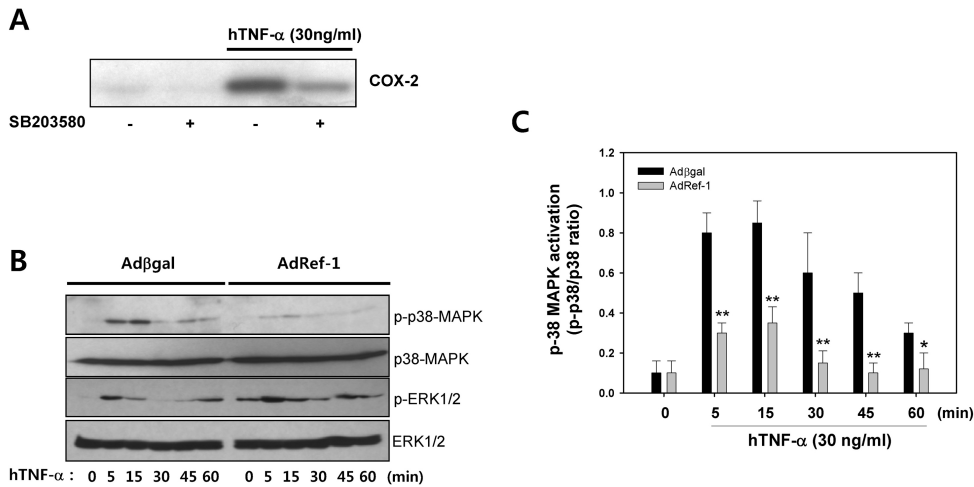 A
hTNF-α (30ng/ml)
COX-2
SB203580 - + - +
B
Adβgal AdRef-1
p-p38-MAPK
p38-MAPK
p-ERK1/2
ERK1/2
hTNF-α : 0 5 15 30 45 60 0 5 15 30 45 60 (min)
C
p-38 MAPK activation
(p-p38/p38 ratio)
1.2
1.0
0.8
0.6
0.4
0.2
0.0
Adβgal
AdRef-1
** ** ** ** *
0 5 15 30 45 60 (min)
hTNF-α (30 ng/ml)